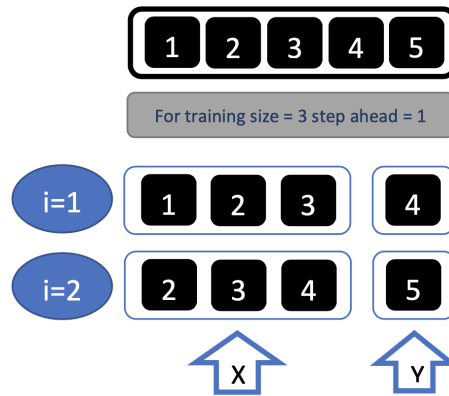 1 2 3 4 5
For training size = 3 step ahead = 1
i=1 1 2 3 4
i=2 2 3 4 5
X Y